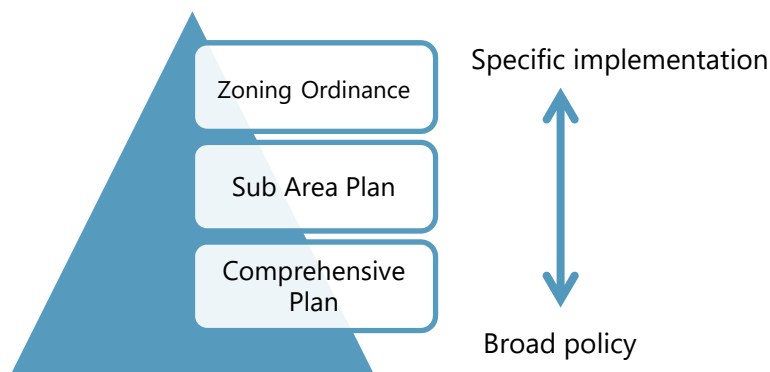 Specific implementation
Zoning Ordinance
Sub Area Plan
Comprehensive
Plan
Broad policy